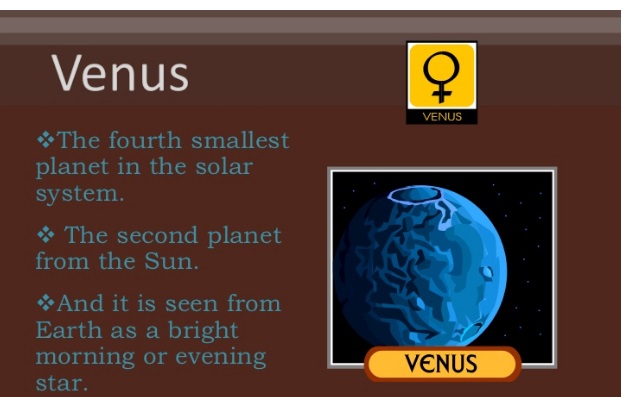 Venus
VENUS
❖The fourth smallest
planet in the solar
system.
❖ The second planet
from the Sun.
❖And it is seen from
Earth as a bright
morning or evening
star.
VENUS